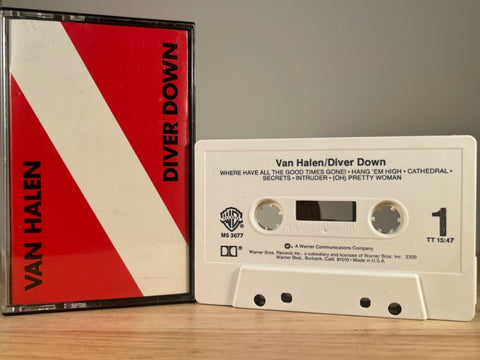 VAN HALEN
DIVER DOWN
Van Halen/Diver Down
WHERE HAVE ALL THE GOOD TIMES GONE! • HANG 'EM HIGH • CATHEDRAL •
SECRETS • INTRUDER • (OH) PRETTY WOMAN
M5 3677
1
TT 15:47
A Warner Communications Company
Warner Bros. Records Inc., a subsidiary and licensee of Warner Bros. Inc. 3300
Warner Blvd., Burbank, Calif. 91510 • Made in U.S.A.